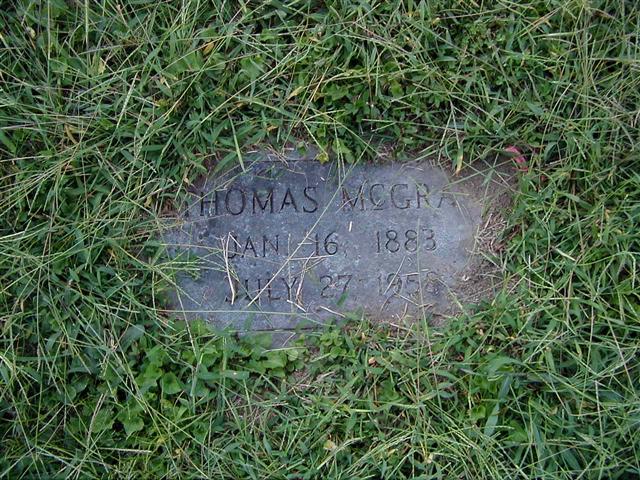 THOMAS MCGRA
JAN 16, 1883
JULY 27